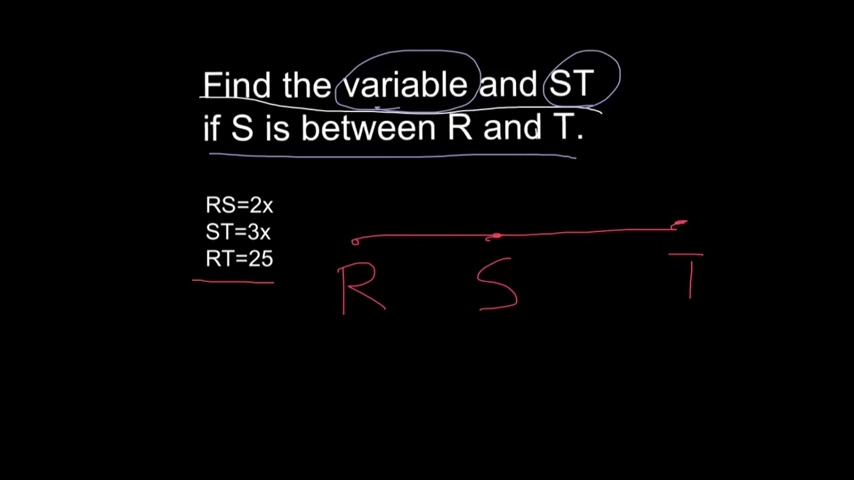 Find the variable and ST
if S is between R and T.
RS=2x
ST=3x
RT=25
R S T